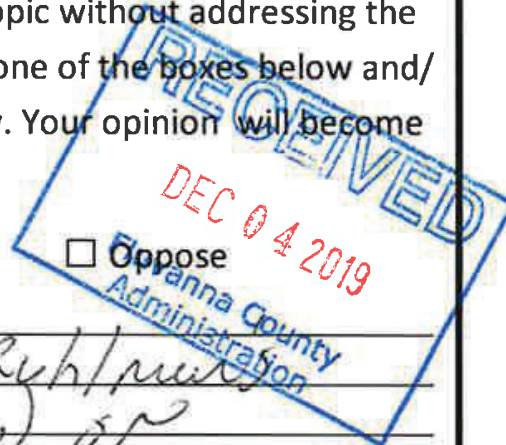 opic without addressing the
one of the boxes below and/
. Your opinion will become
RECEIVED
DEC 04 2019
☐ Oppose
Fluvanna County
Administration